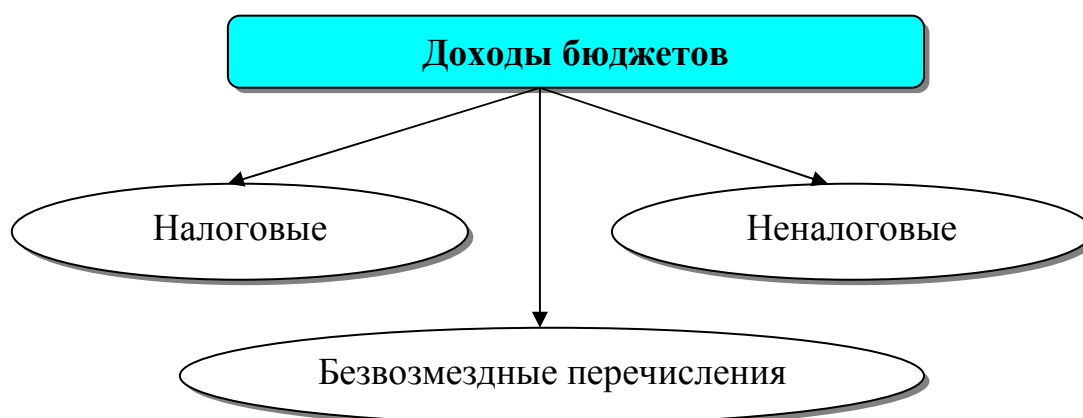 Доходы бюджетов
Налоговые
Неналоговые
Безвозмездные перечисления